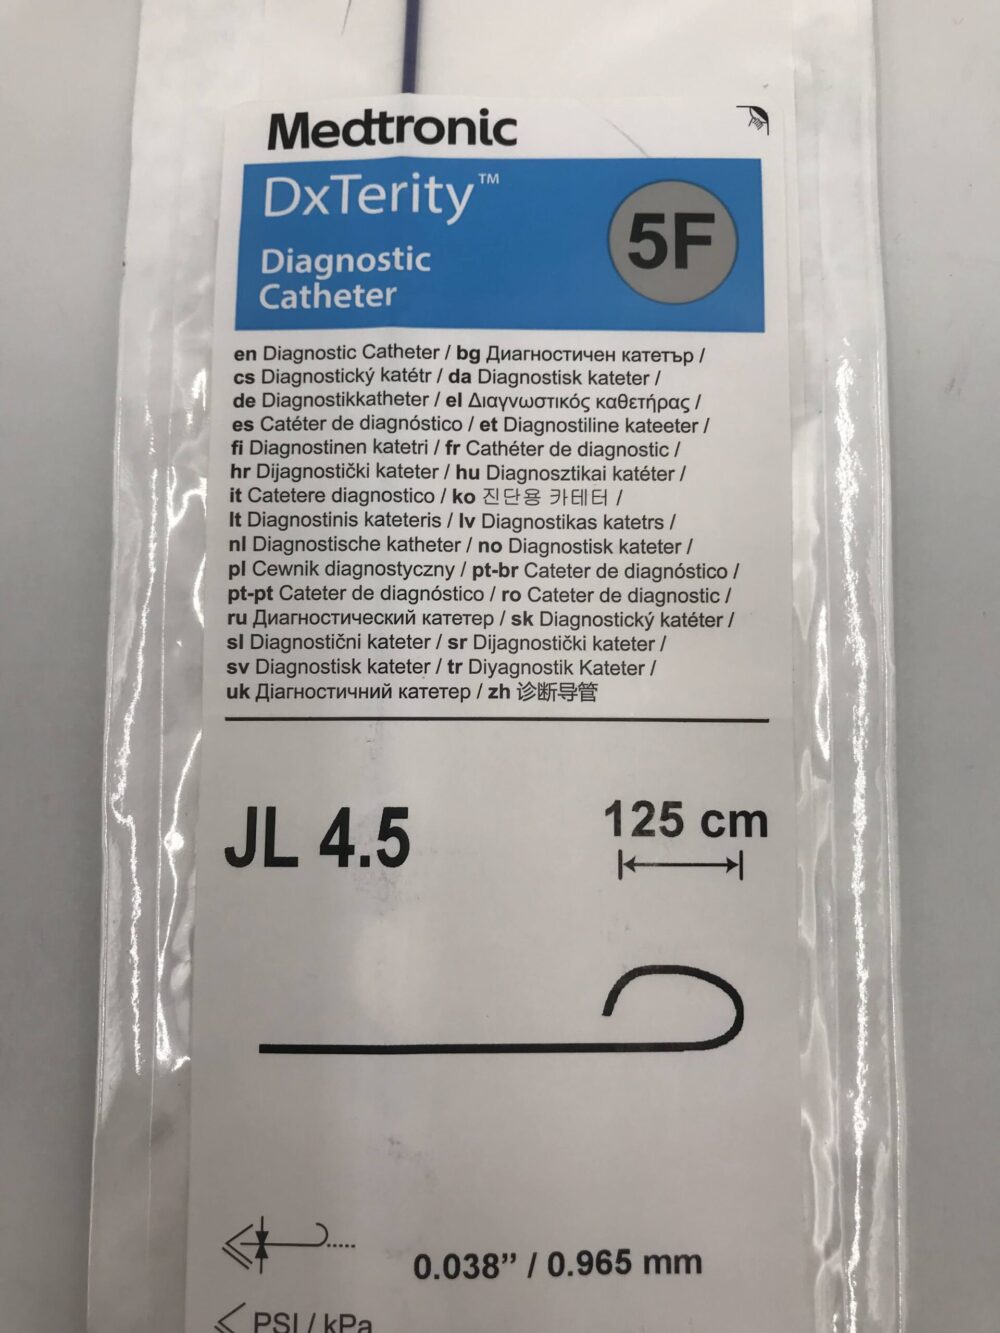 Medtronic
DxTerity™
5F
Diagnostic
Catheter
en Diagnostic Catheter / bg Диагностичен катетър /
cs Diagnostický katétr / da Diagnostisk kateter /
de Diagnostikkatheter / el Διαγνωστικός καθετήρας /
es Catéter de diagnóstico / et Diagnostiline kateeter /
fi Diagnostinen katetri / fr Cathéter de diagnostic /
hr Dijagnostički kateter / hu Diagnosztikai katéter /
it Catetere diagnostico / ko 진단용 카테터 /
lt Diagnostinis kateteris / lv Diagnostikas katetrs /
nl Diagnostische katheter / no Diagnostisk kateter /
pl Cewnik diagnostyczny / pt-br Cateter de diagnóstico /
pt-pt Cateter de diagnóstico / ro Cateter de diagnostic /
ru Диагностический катетер / sk Diagnostický katéter /
sl Diagnostični kateter / sr Dijagnostički kateter /
sv Diagnostisk kateter / tr Diyagnostik Kateter /
uk Діагностичний катетер / zh 诊断导管
JL 4.5
125 cm
0.038” / 0.965 mm
PSI / kPa